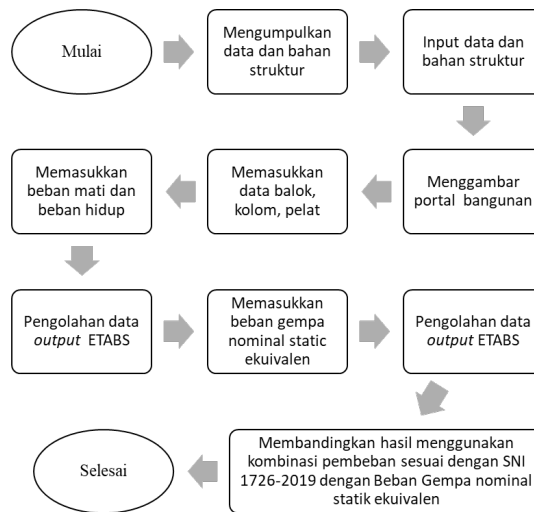 Mulai
Mengumpulkan
data dan bahan
struktur
Input data dan
bahan struktur
Menggambar
portal bangunan
Memasukkan
data balok,
kolom, pelat
Memasukkan
beban mati dan
beban hidup
Pengolahan data
output ETABS
Memasukkan
beban gempa
nominal static
ekuivalen
Pengolahan data
output ETABS
Membandingkan hasil menggunakan
kombinasi pembeban sesuai dengan SNI
1726-2019 dengan Beban Gempa nominal
statik ekuivalen
Selesai